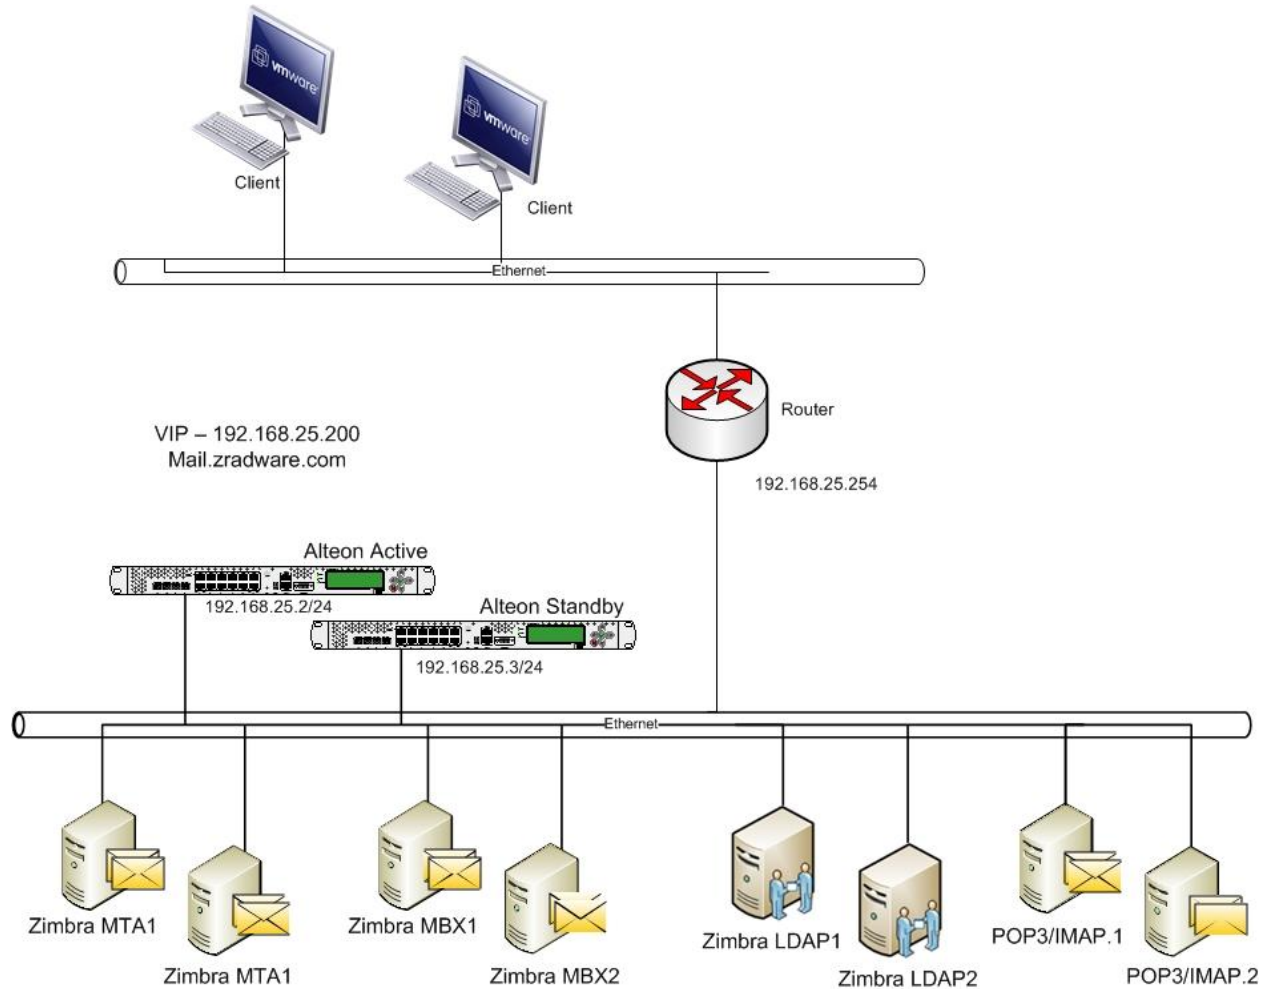 vmware
vmware
Client
Client
Ethernet
Router
VIP – 192.168.25.200
Mail.zradware.com
192.168.25.254
Alteon Active
192.168.25.2/24
Alteon Standby
192.168.25.3/24
Ethernet
Zimbra MTA1
Zimbra MTA1
Zimbra MBX1
Zimbra MBX2
Zimbra LDAP1
Zimbra LDAP2
POP3/IMAP.1
POP3/IMAP.2